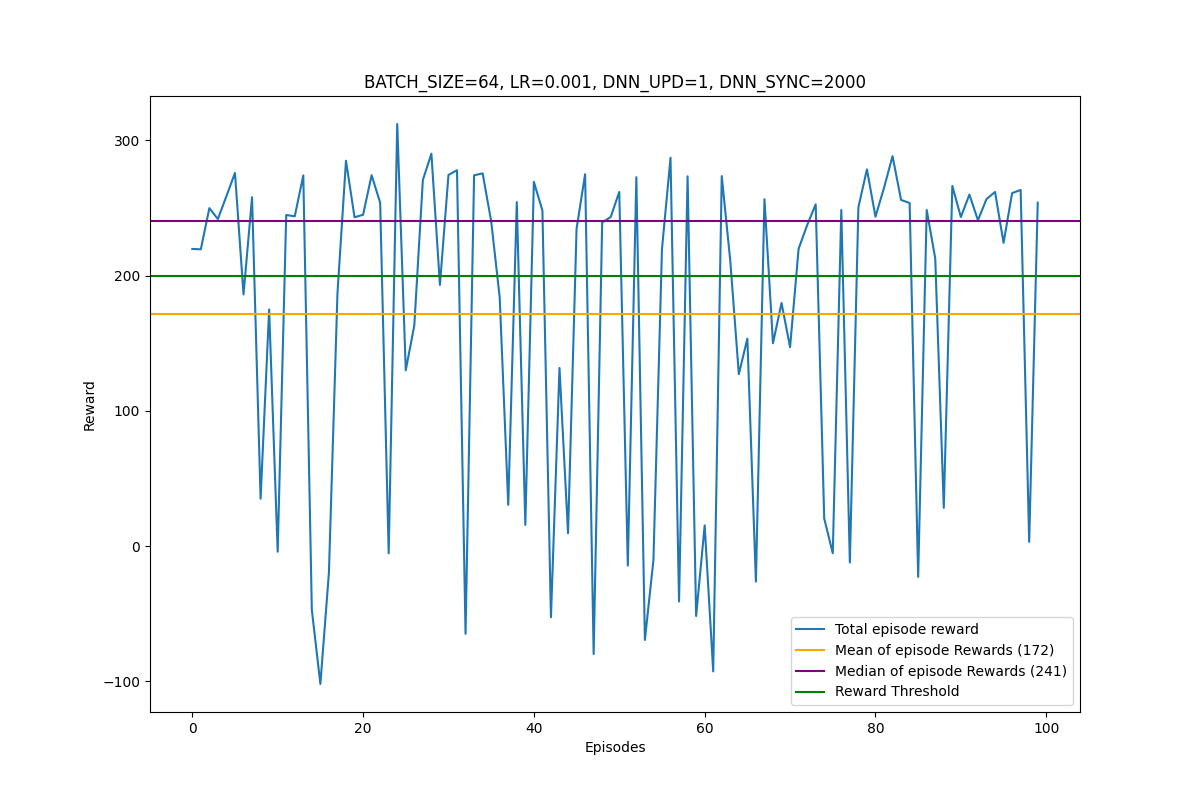 BATCH_SIZE=64, LR=0.001, DNN_UPD=1, DNN_SYNC=2000
300
200
100
0
−100
Reward
0 20 40 60 80 100
Episodes
Total episode reward
Mean of episode Rewards (172)
Median of episode Rewards (241)
Reward Threshold